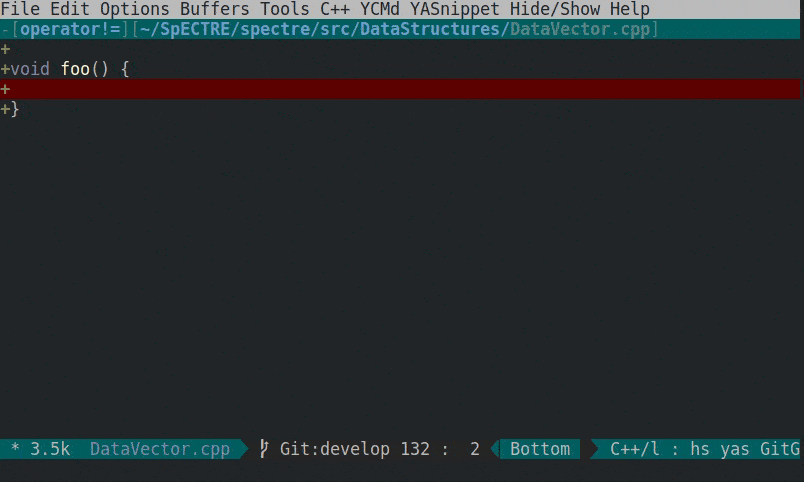 File Edit Options Buffers Tools C++ YCMd YASnippet Hide/Show Help
-[operator!=][~/SpECTRE/spectre/src/DataStructures/DataVector.cpp]
+
+void foo() {
+
+}
* 3.5k DataVector.cpp Git:develop 132 : 2 Bottom C++/l : hs yas GitG